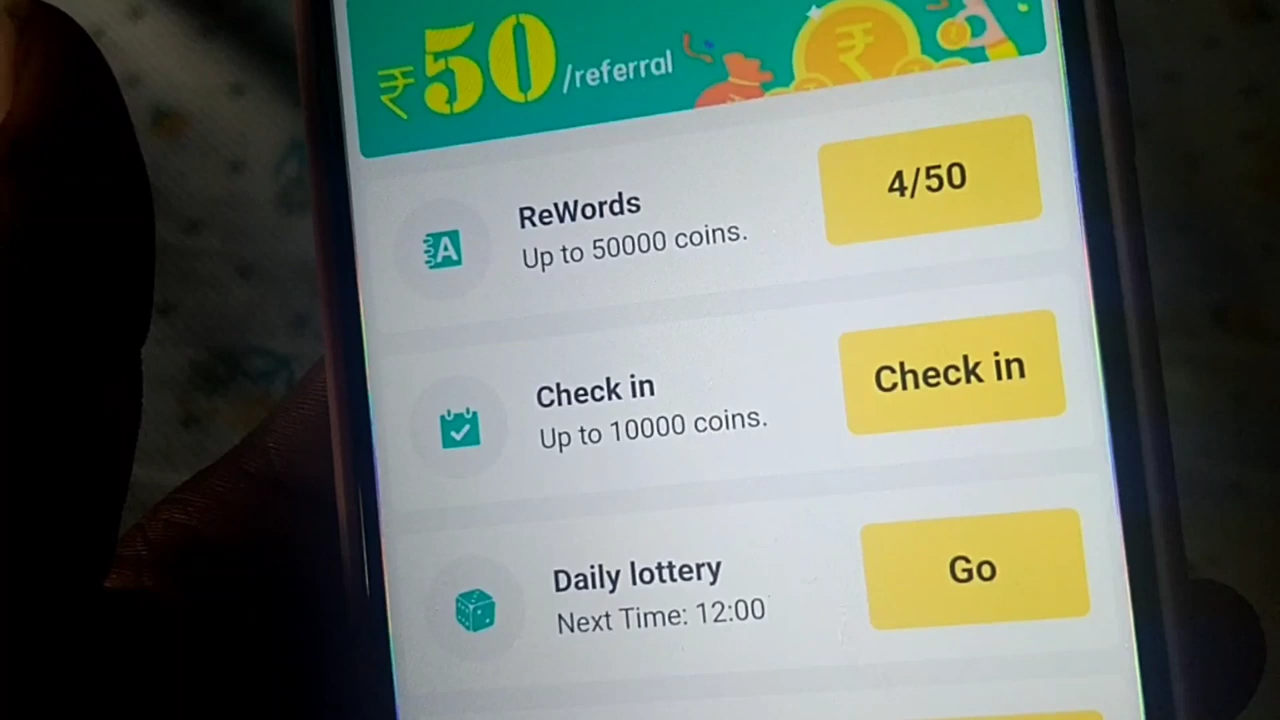 ₹50/referral
ReWords
Up to 50000 coins.
4/50
A
Check in
Up to 10000 coins.
Check in
Daily lottery
Next Time: 12:00
Go